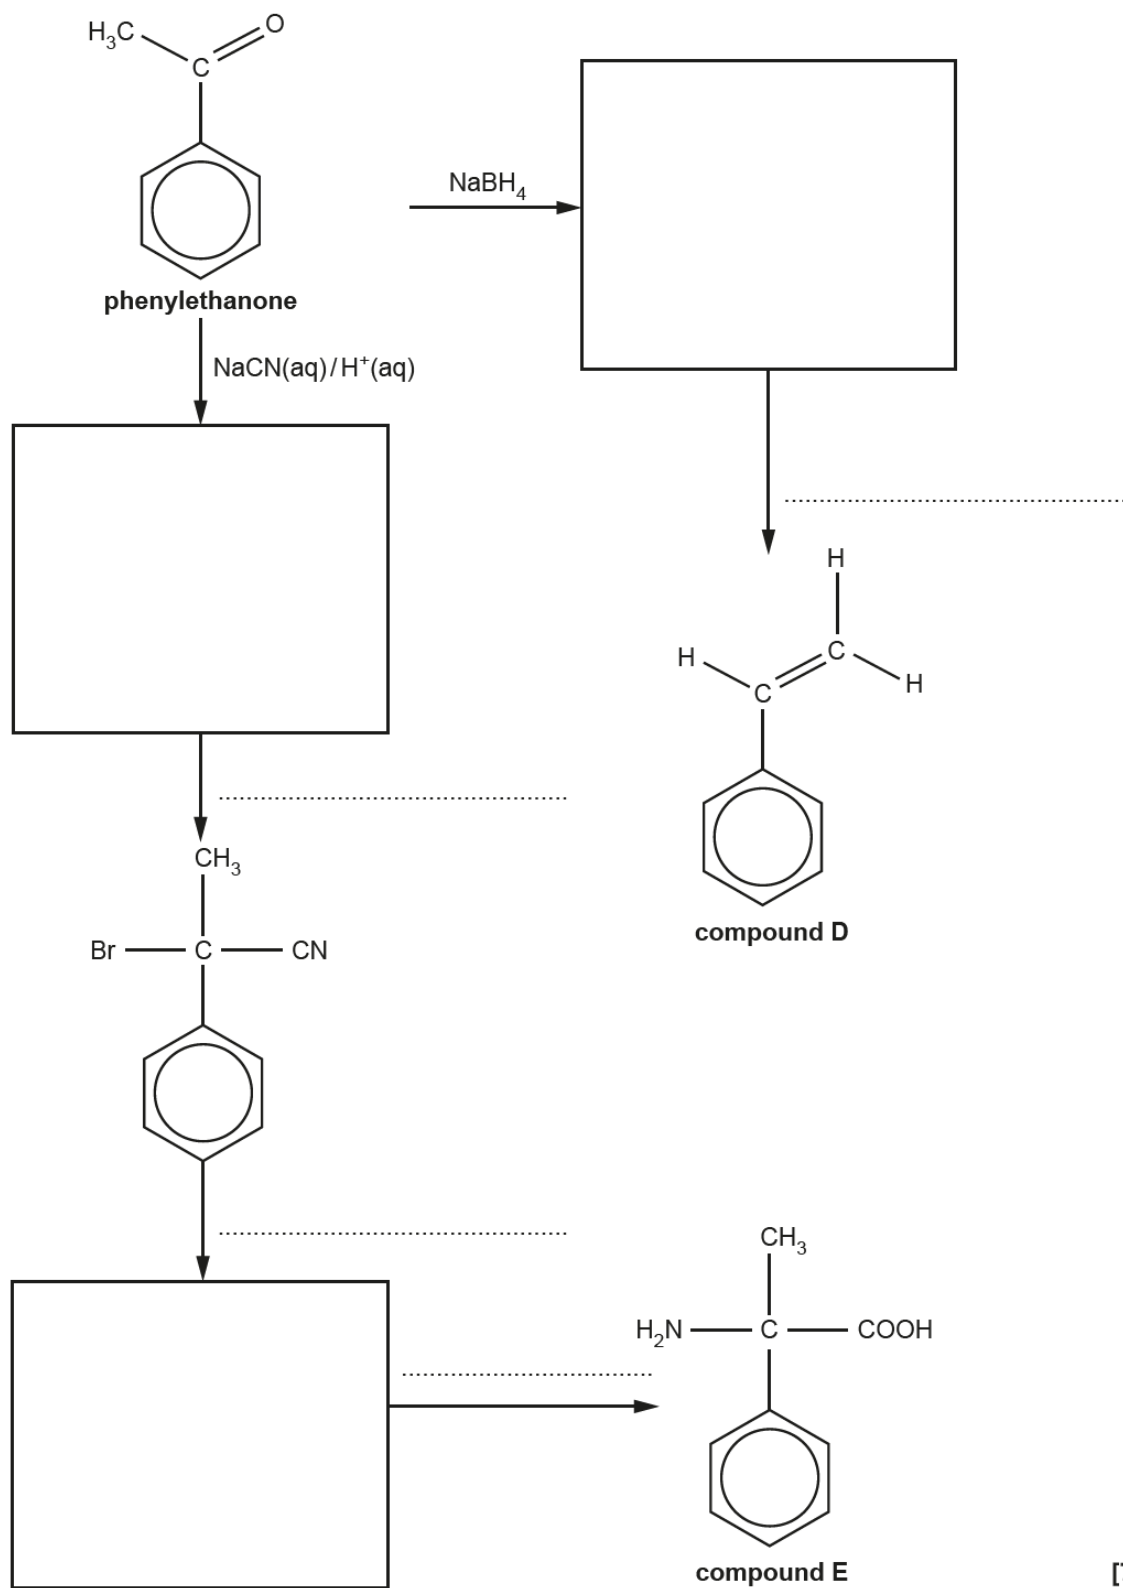 H₃C
O
C
NaBH₄
phenylethanone
NaCN(aq)/H⁺(aq)
H
H
C
H
C
CH₃
Br
C
CN
compound D
CH₃
H₂N
C
COOH
compound E